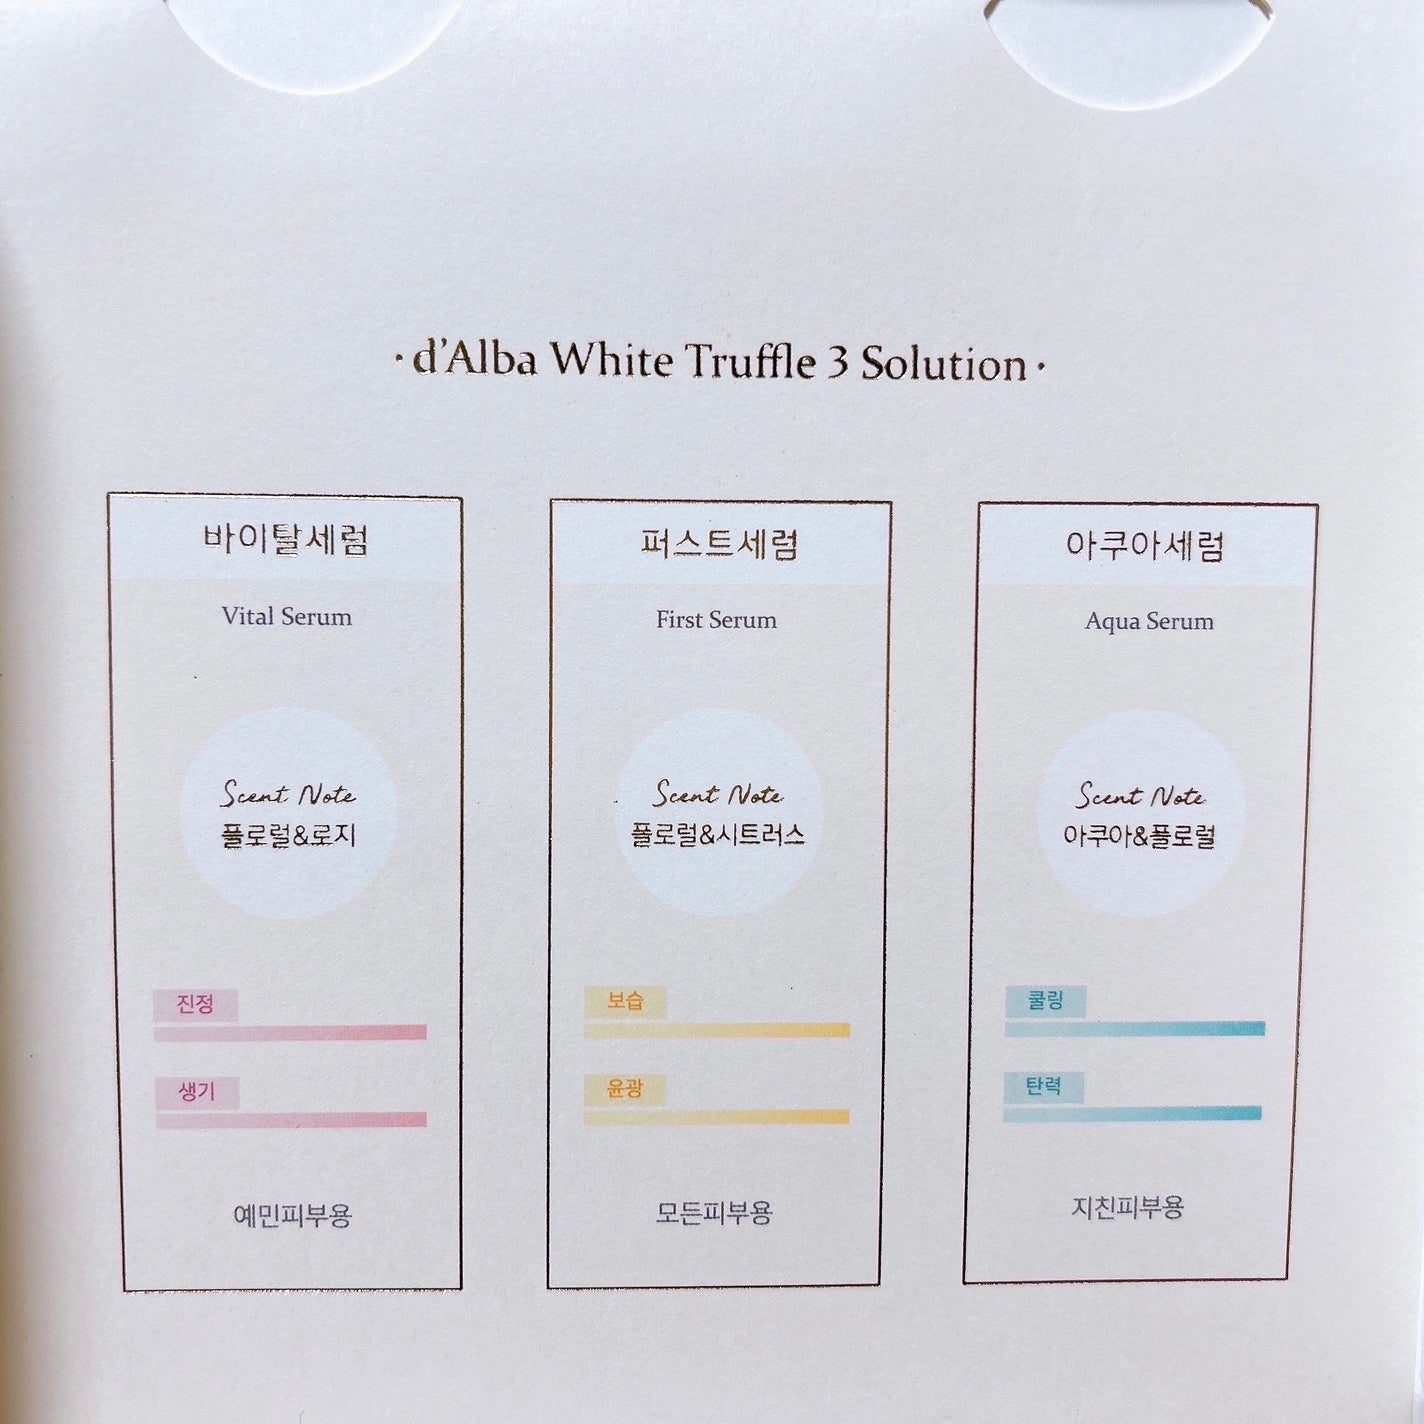 ·d'Alba White Truffle 3 Solution·
바이탈세럼
Vital Serum
Scent Note
플로럴&로지
진정
생기
예민피부용
퍼스트세럼
First Serum
Scent Note
플로럴&시트러스
보습
윤광
모든피부용
아쿠아세럼
Aqua Serum
Scent Note
아쿠아&플로럴
쿨링
탄력
지친피부용